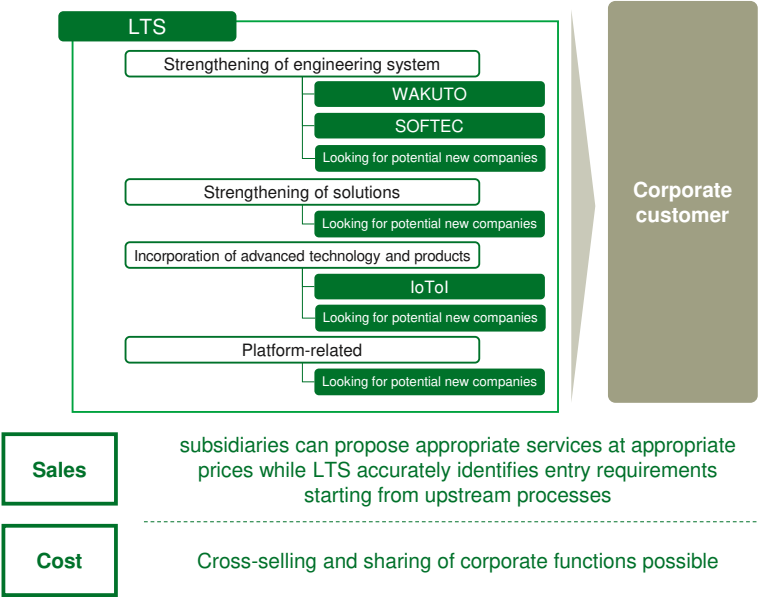 LTS
Strengthening of engineering system
WAKUTO
SOFTEC
Looking for potential new companies
Strengthening of solutions
Looking for potential new companies
Incorporation of advanced technology and products
IoToI
Looking for potential new companies
Platform-related
Looking for potential new companies
Corporate
customer
Sales
subsidiaries can propose appropriate services at appropriate
prices while LTS accurately identifies entry requirements
starting from upstream processes
Cost
Cross-selling and sharing of corporate functions possible